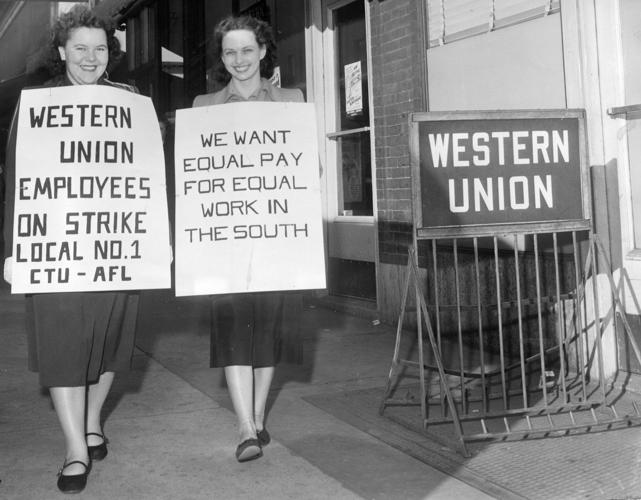 WESTERN
UNION
EMPLOYEES
ON STRIKE
LOCAL NO.1
CTU - AFL
WE WANT
EQUAL PAY
FOR EQUAL
WORK IN
THE SOUTH
WESTERN
UNION